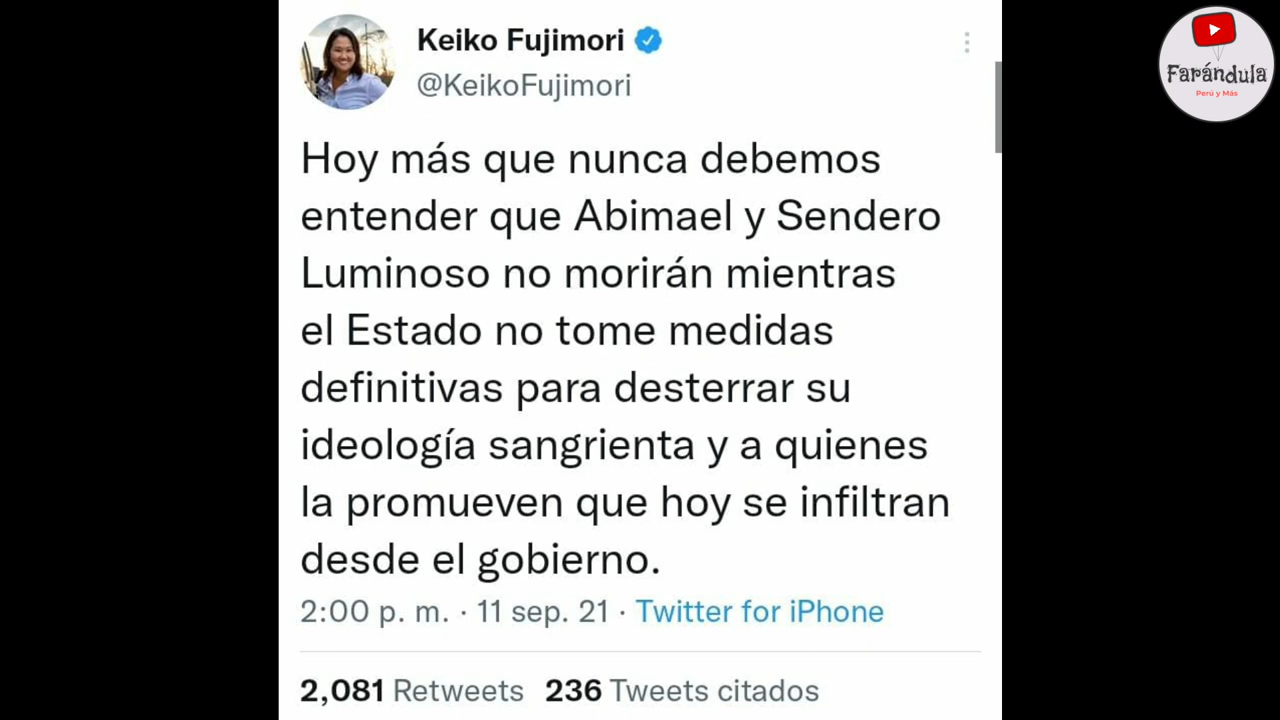 Keiko Fujimori
@KeikoFujimori
Hoy más que nunca debemos
entender que Abimael y Sendero
Luminoso no morirán mientras
el Estado no tome medidas
definitivas para desterrar su
ideología sangrienta y a quienes
la promueven que hoy se infiltran
desde el gobierno.
2:00 p. m. · 11 sep. 21 · Twitter for iPhone
2,081 Retweets 236 Tweets citados
Farándula
Perú y Más